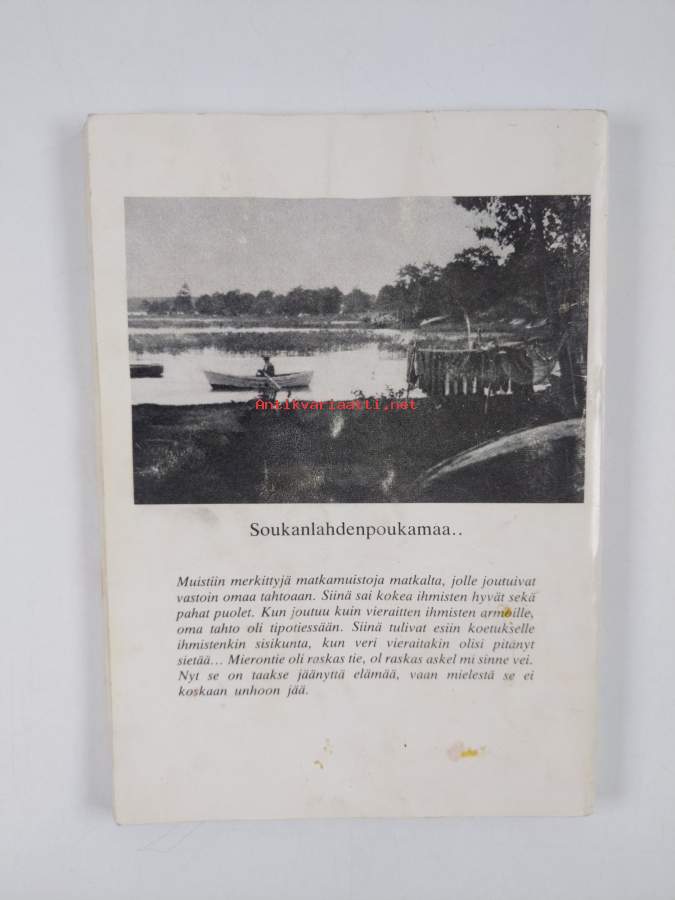 Antikvariaatti.net
Soukanlahdenpoukamaa..
Muistiin merkittyjä matkamuistoja matkalta, jolle joutuivat
vastoin omaa tahtoaan. Siinä sai kokea ihmisten hyvät sekä
pahat puolet. Kun joutuu kuin vieraitten ihmisten armoille,
oma tahto oli tipotiessään. Siinä tulivat esiin koetukselle
ihmistenkin sisikunta, kun veri vieraitakin olisi pitänyt
sietää... Mierontie oli raskas tie, ol raskas askel mi sinne vei.
Nyt se on taakse jäänyttä elämää, vaan mielestä se ei
koskaan unhoon jää.